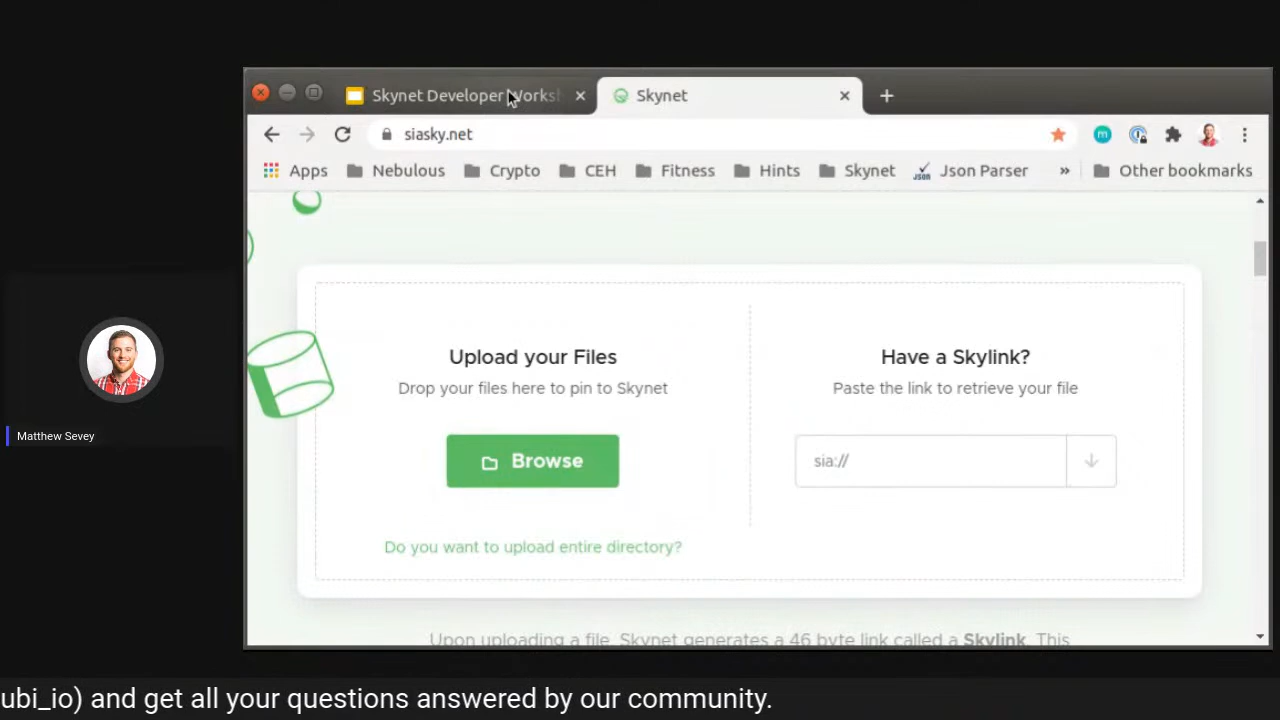 Skynet Developer Works
Skynet
siasky.net
Apps
Nebulous
Crypto
CEH
Fitness
Hints
Skynet
JSON
Json Parser
»
Other bookmarks
Upload your Files
Drop your files here to pin to Skynet
Browse
Do you want to upload entire directory?
Have a Skylink?
Paste the link to retrieve your file
sia://
Upon uploading a file, Skynet generates a 46 byte link called a Skylink. This
Matthew Sevey
ubi_io) and get all your questions answered by our community.